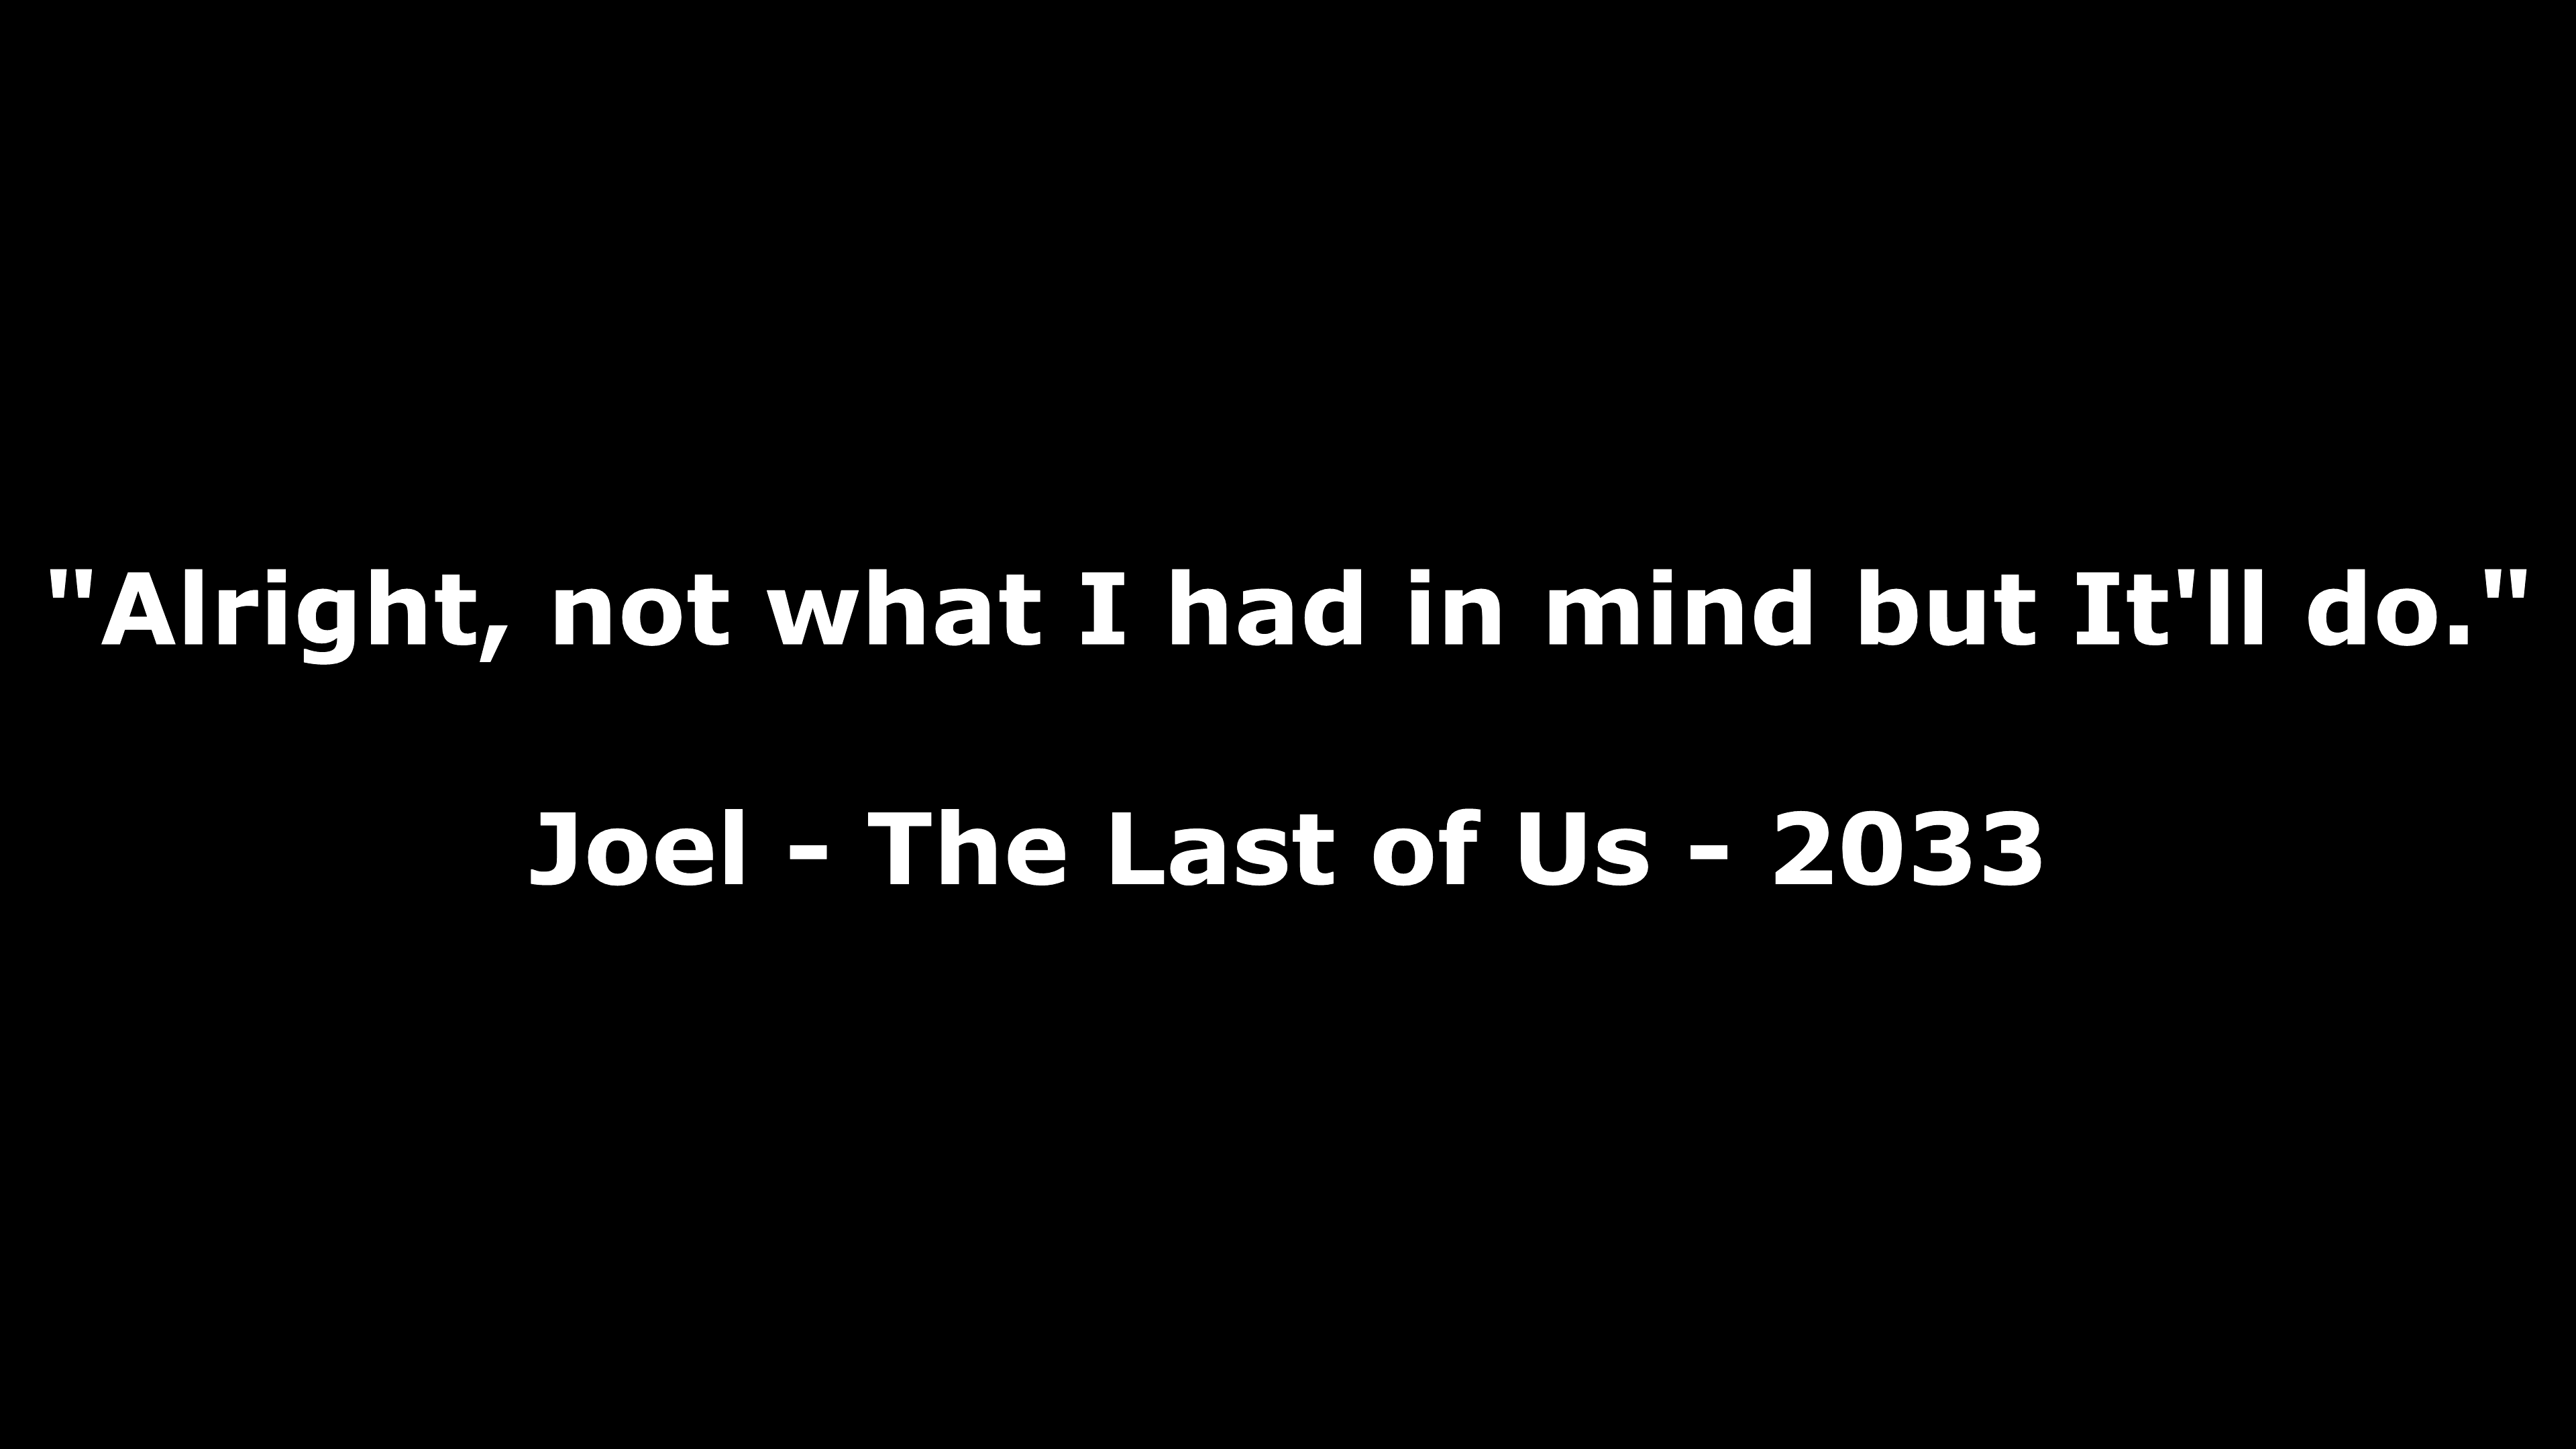 "Alright, not what I had in mind but It'll do."
Joel - The Last of Us - 2033